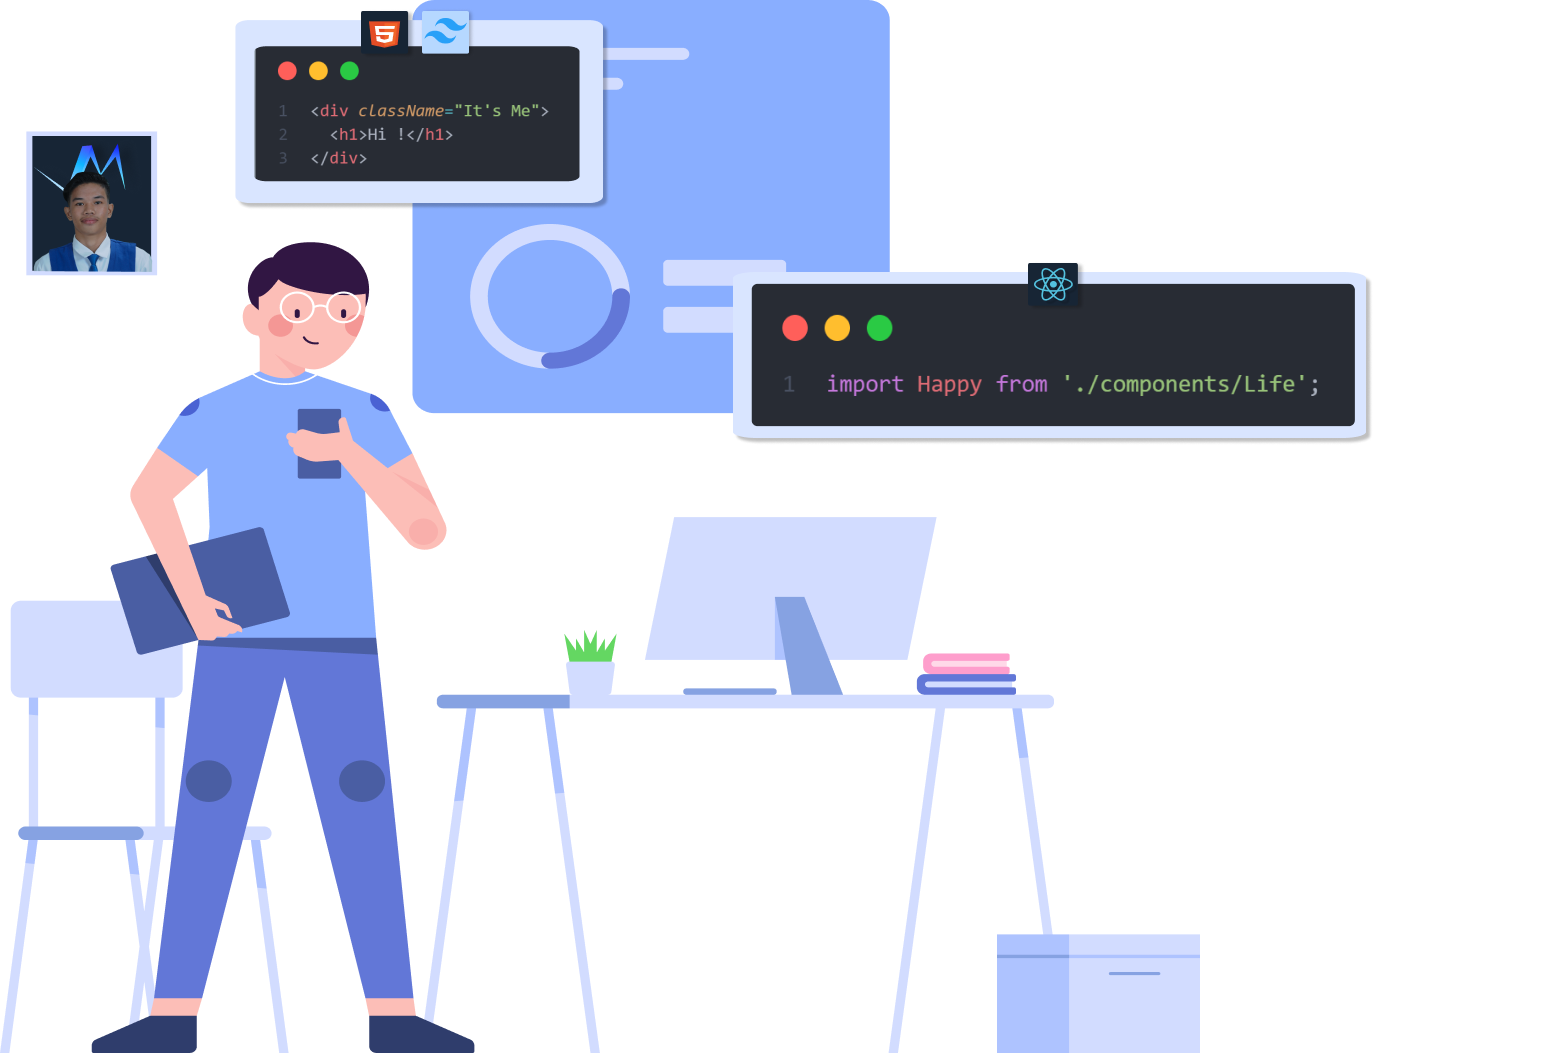 1 <div className="It's Me">
2 <h1>Hi !</h1>
3 </div>
1 import Happy from './components/Life';